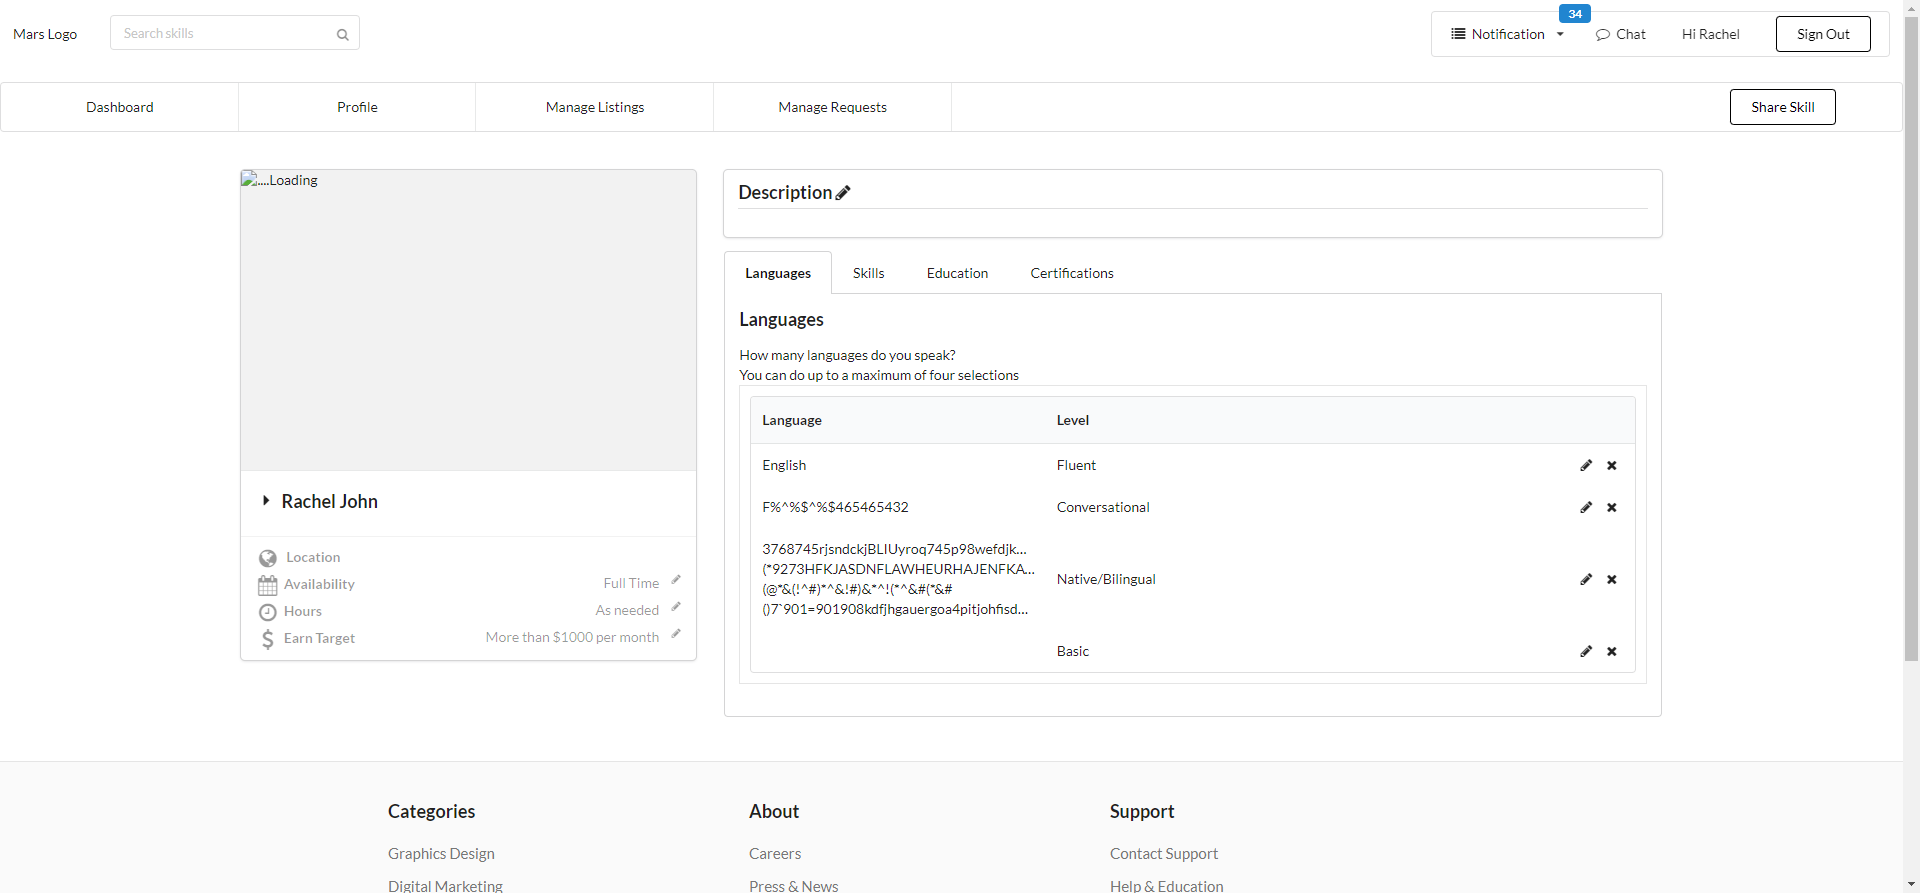 Mars Logo
Search skills
34
Notification
Chat
Hi Rachel
Sign Out
Dashboard
Profile
Manage Listings
Manage Requests
Share Skill
....Loading
Rachel John
Location
Availability
Full Time
Hours
As needed
Earn Target
More than $1000 per month
Description
Languages
Skills
Education
Certifications
Languages
How many languages do you speak?
You can do up to a maximum of four selections
Language
Level
English
Fluent
F%^%$^%$465465432
Conversational
3768745rjsndckjBLIUyroq745p98wefdjk...
(*9273HFKJASDNFLAWHEURHAJENFKA...
(@*&(!^#)*^&!#)&*^!(*^&#(*&#
()7`901=901908kdfjhgauergoa4pitjohfisd...
Native/Bilingual
Basic
Categories
Graphics Design
Digital Marketing
About
Careers
Press & News
Support
Contact Support
Help & Education